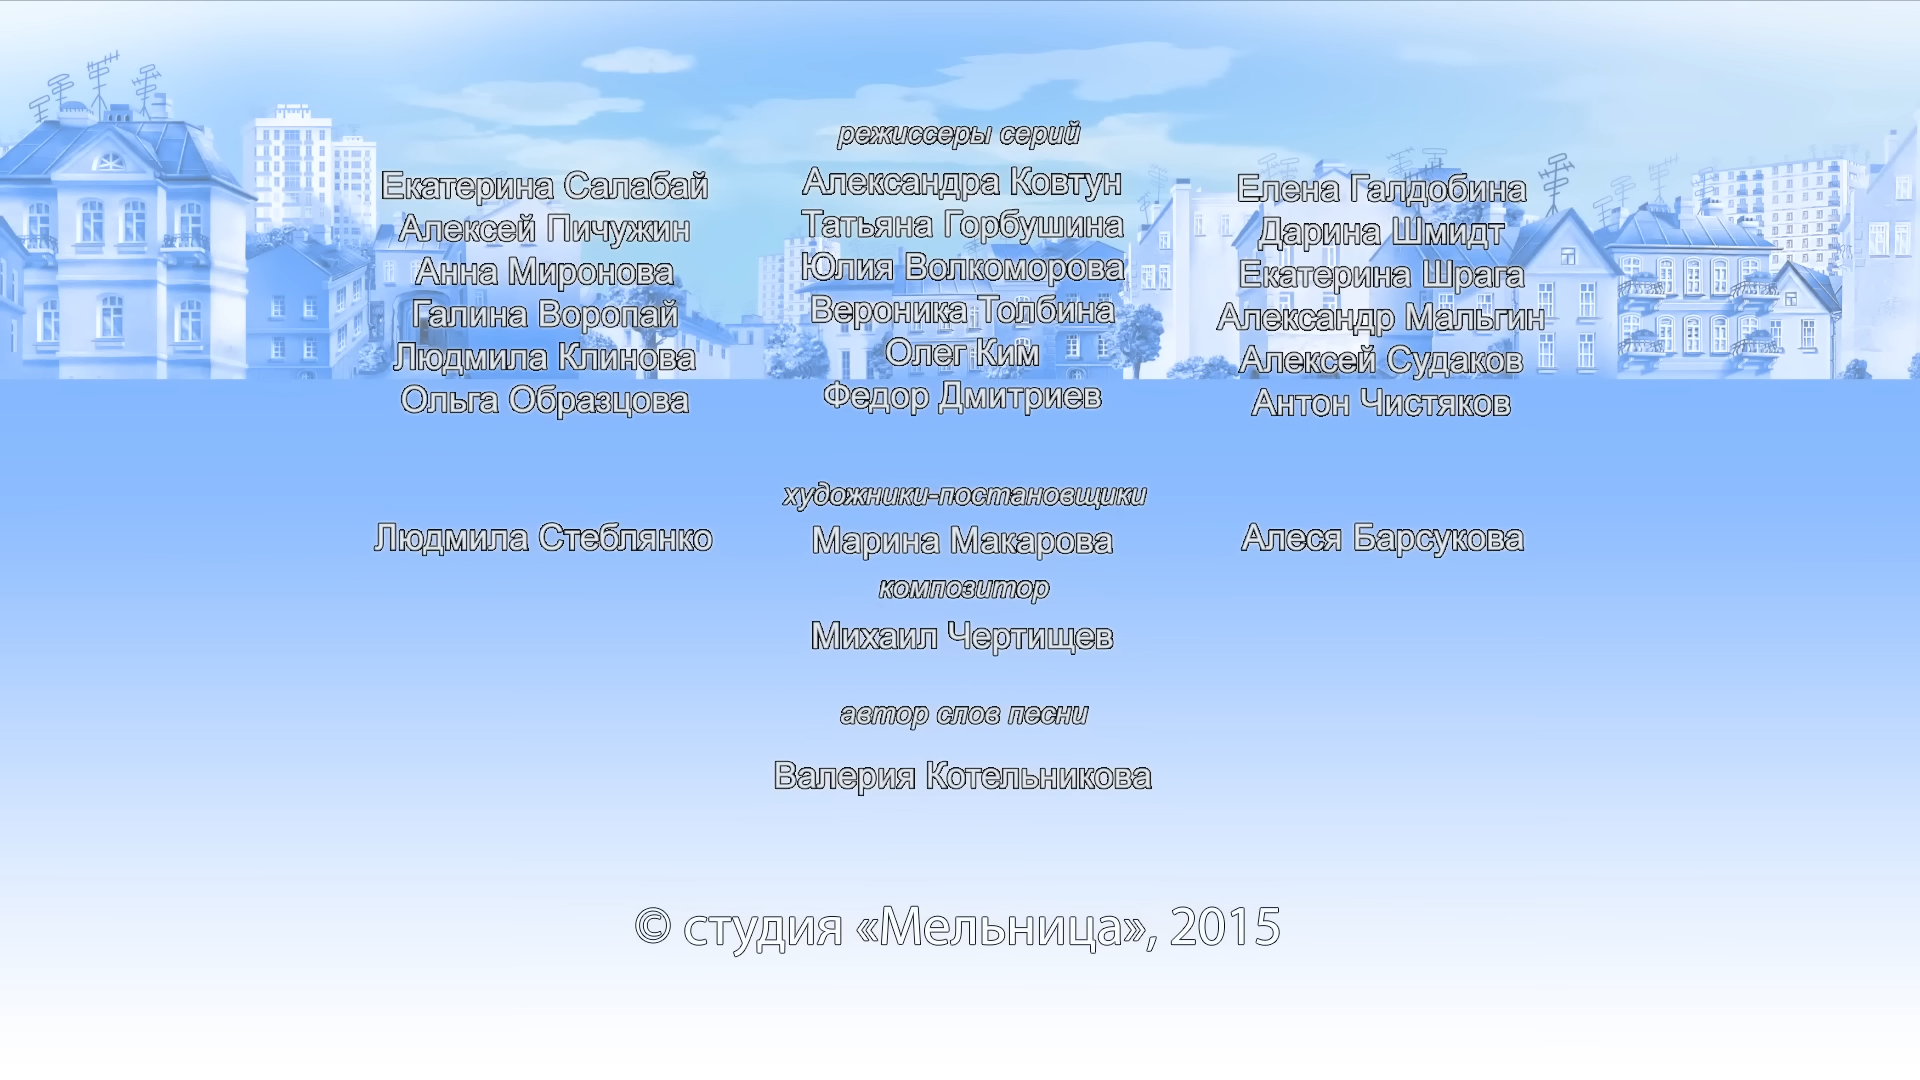 режиссеры серий
Екатерина Салабай
Александра Ковтун
Елена Галдобина
Алексей Пичужин
Татьяна Горбушина
Дарина Шмидт
Анна Миронова
Юлия Волкоморова
Екатерина Шрага
Галина Воропай
Вероника Толбина
Александр Мальгин
Людмила Клинова
Олег Ким
Алексей Судаков
Ольга Образцова
Федор Дмитриев
Антон Чистяков
художники-постановщики
Людмила Стеблянко
Марина Макарова
Алеся Барсукова
композитор
Михаил Чертищев
автор слов песни
Валерия Котельникова
© студия «Мельница», 2015